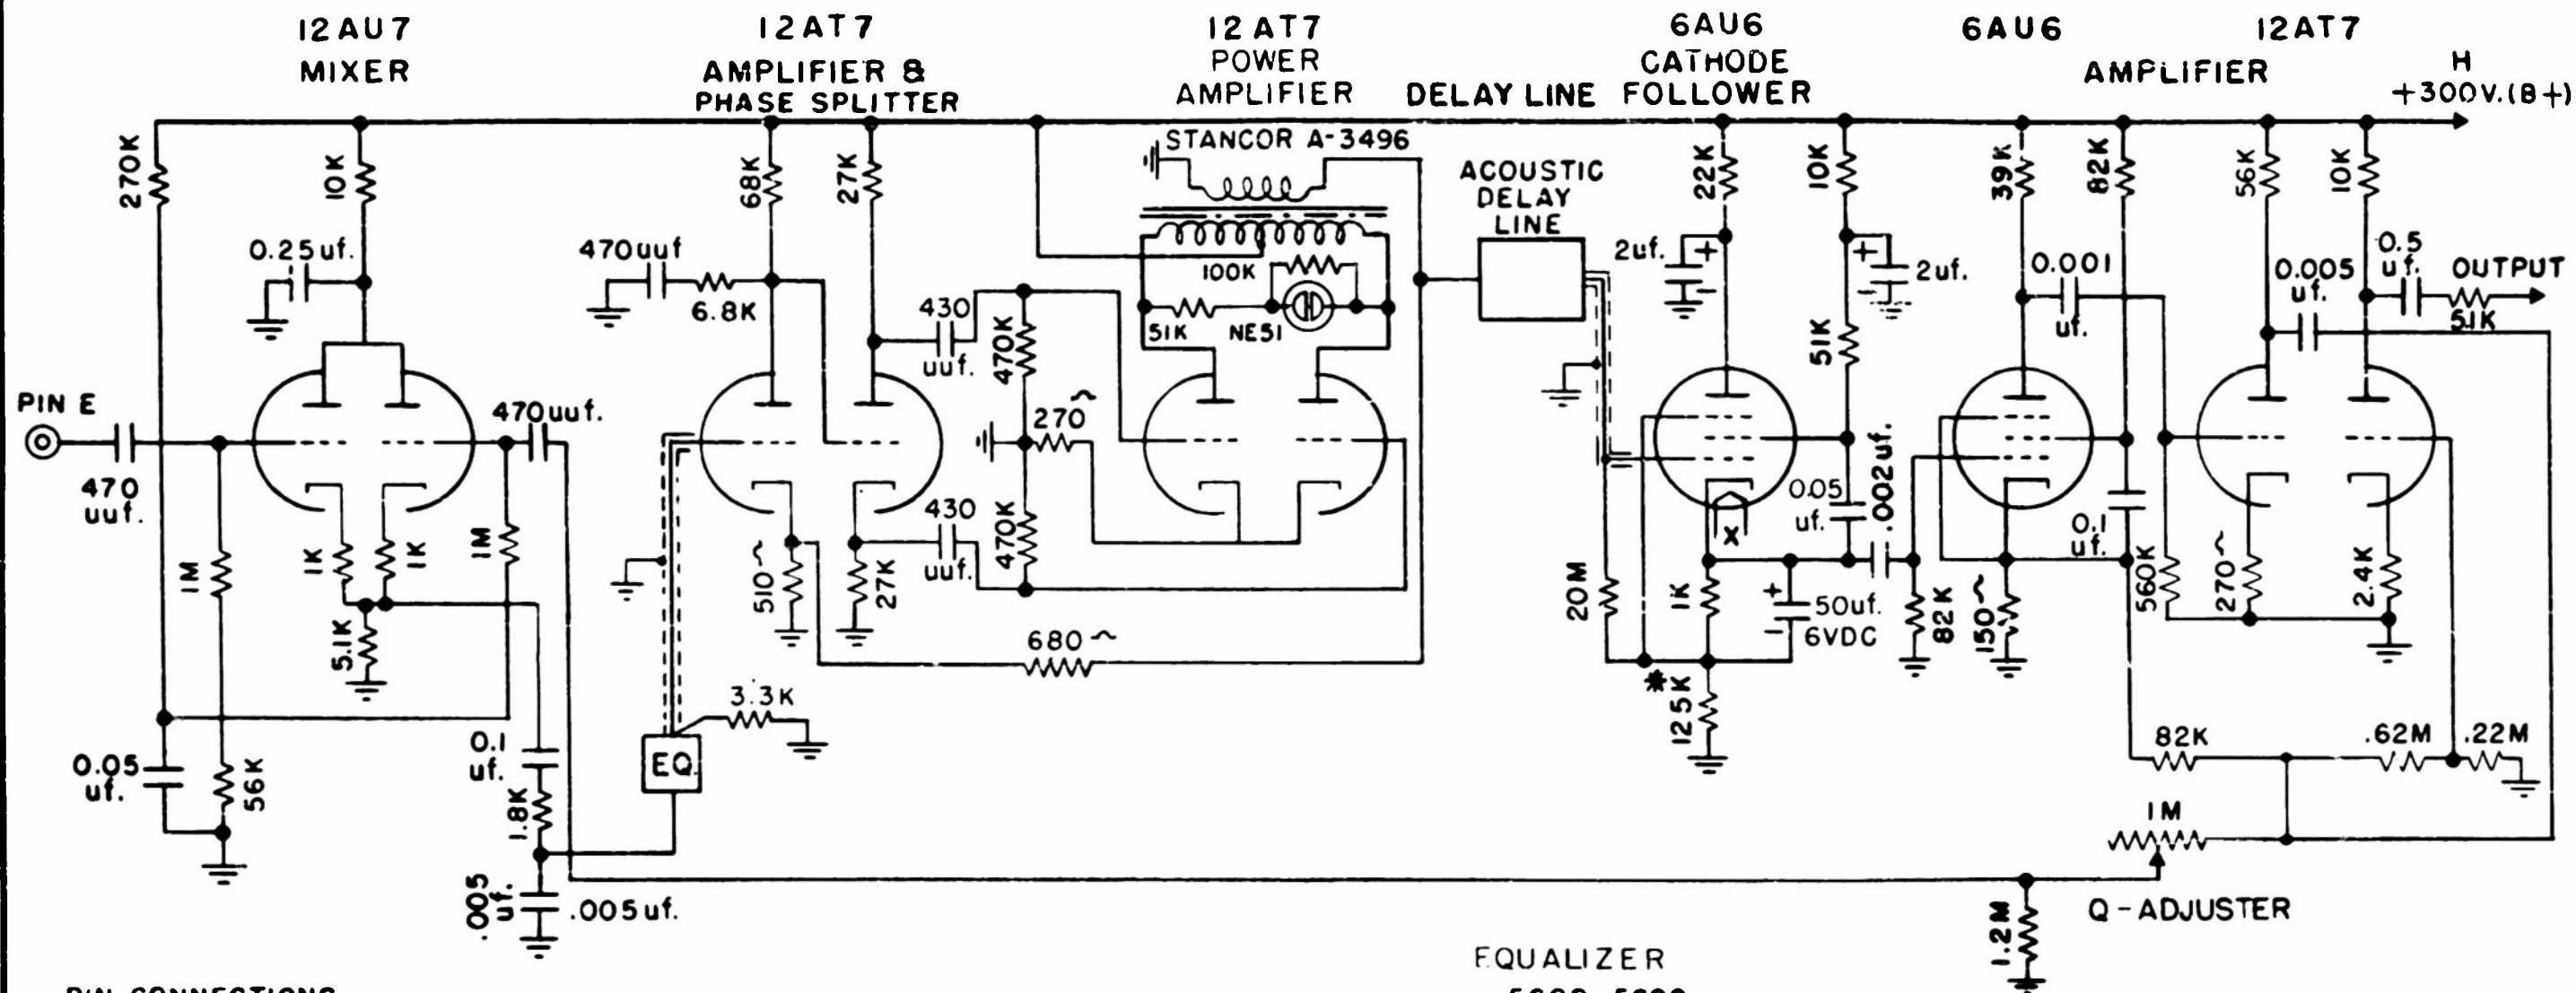 12AU7
MIXER
12AT7
AMPLIFIER &
PHASE SPLITTER
12AT7
POWER
AMPLIFIER
DELAY LINE
6AU6
CATHODE
FOLLOWER
6AU6
12AT7
AMPLIFIER
H
+300V.(B+)
270K
10K
68K
27K
STANCOR A-3496
ACOUSTIC
DELAY
LINE
22K
10K
39K
82K
56K
10K
0.25uf.
470uuf
6.8K
430
uuf.
470K
100K
51K
NE51
2uf.
+
-
+
-
2uf.
51K
0.001
uf.
0.005
uf.
0.5
uf.
OUTPUT
51K
PIN E
470
uuf.
470uuf.
270~
1M
1K
1K
1M
5.1K
510~
27K
430
uuf.
470K
680~
20M
X
1K
0.05
uf.
.002uf.
+
-
50uf.
6VDC
82K
150~
0.1
uf.
560K
270~
2.4K
*
125K
0.05
uf.
56K
0.1
uf.
1.8K
EQ.
3.3K
82K
.62M
.22M
1M
.005
uf.
.005uf.
1.2M
Q-ADJUSTER
EQUALIZER
PIN CONNECTIONS